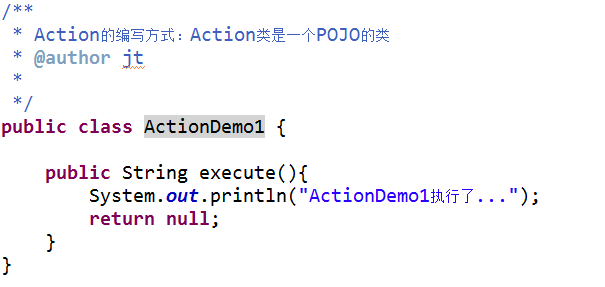 /**
 * Action的编写方式：Action类是一个POJO的类
 * @author jt
 *
 */
public class ActionDemo1 {
    public String execute(){
        System.out.println("ActionDemo1执行了...");
        return null;
    }
}